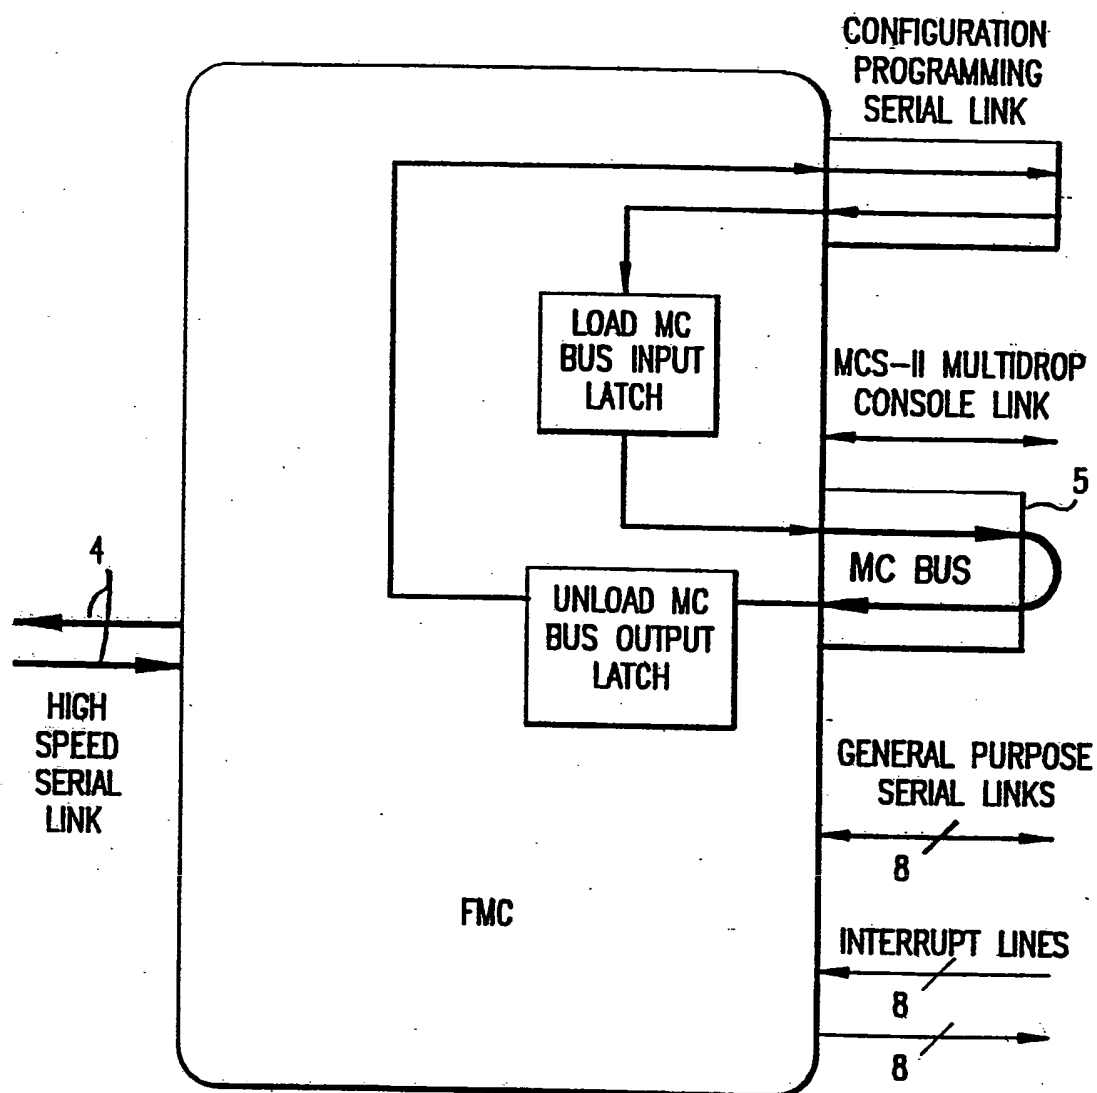 CONFIGURATION
PROGRAMMING
SERIAL LINK
LOAD MC
BUS INPUT
LATCH
MCS-II MULTIDROP
CONSOLE LINK
5
MC BUS
4
UNLOAD MC
BUS OUTPUT
LATCH
HIGH
SPEED
SERIAL
LINK
GENERAL PURPOSE
SERIAL LINKS
8
FMC
INTERRUPT LINES
8
8